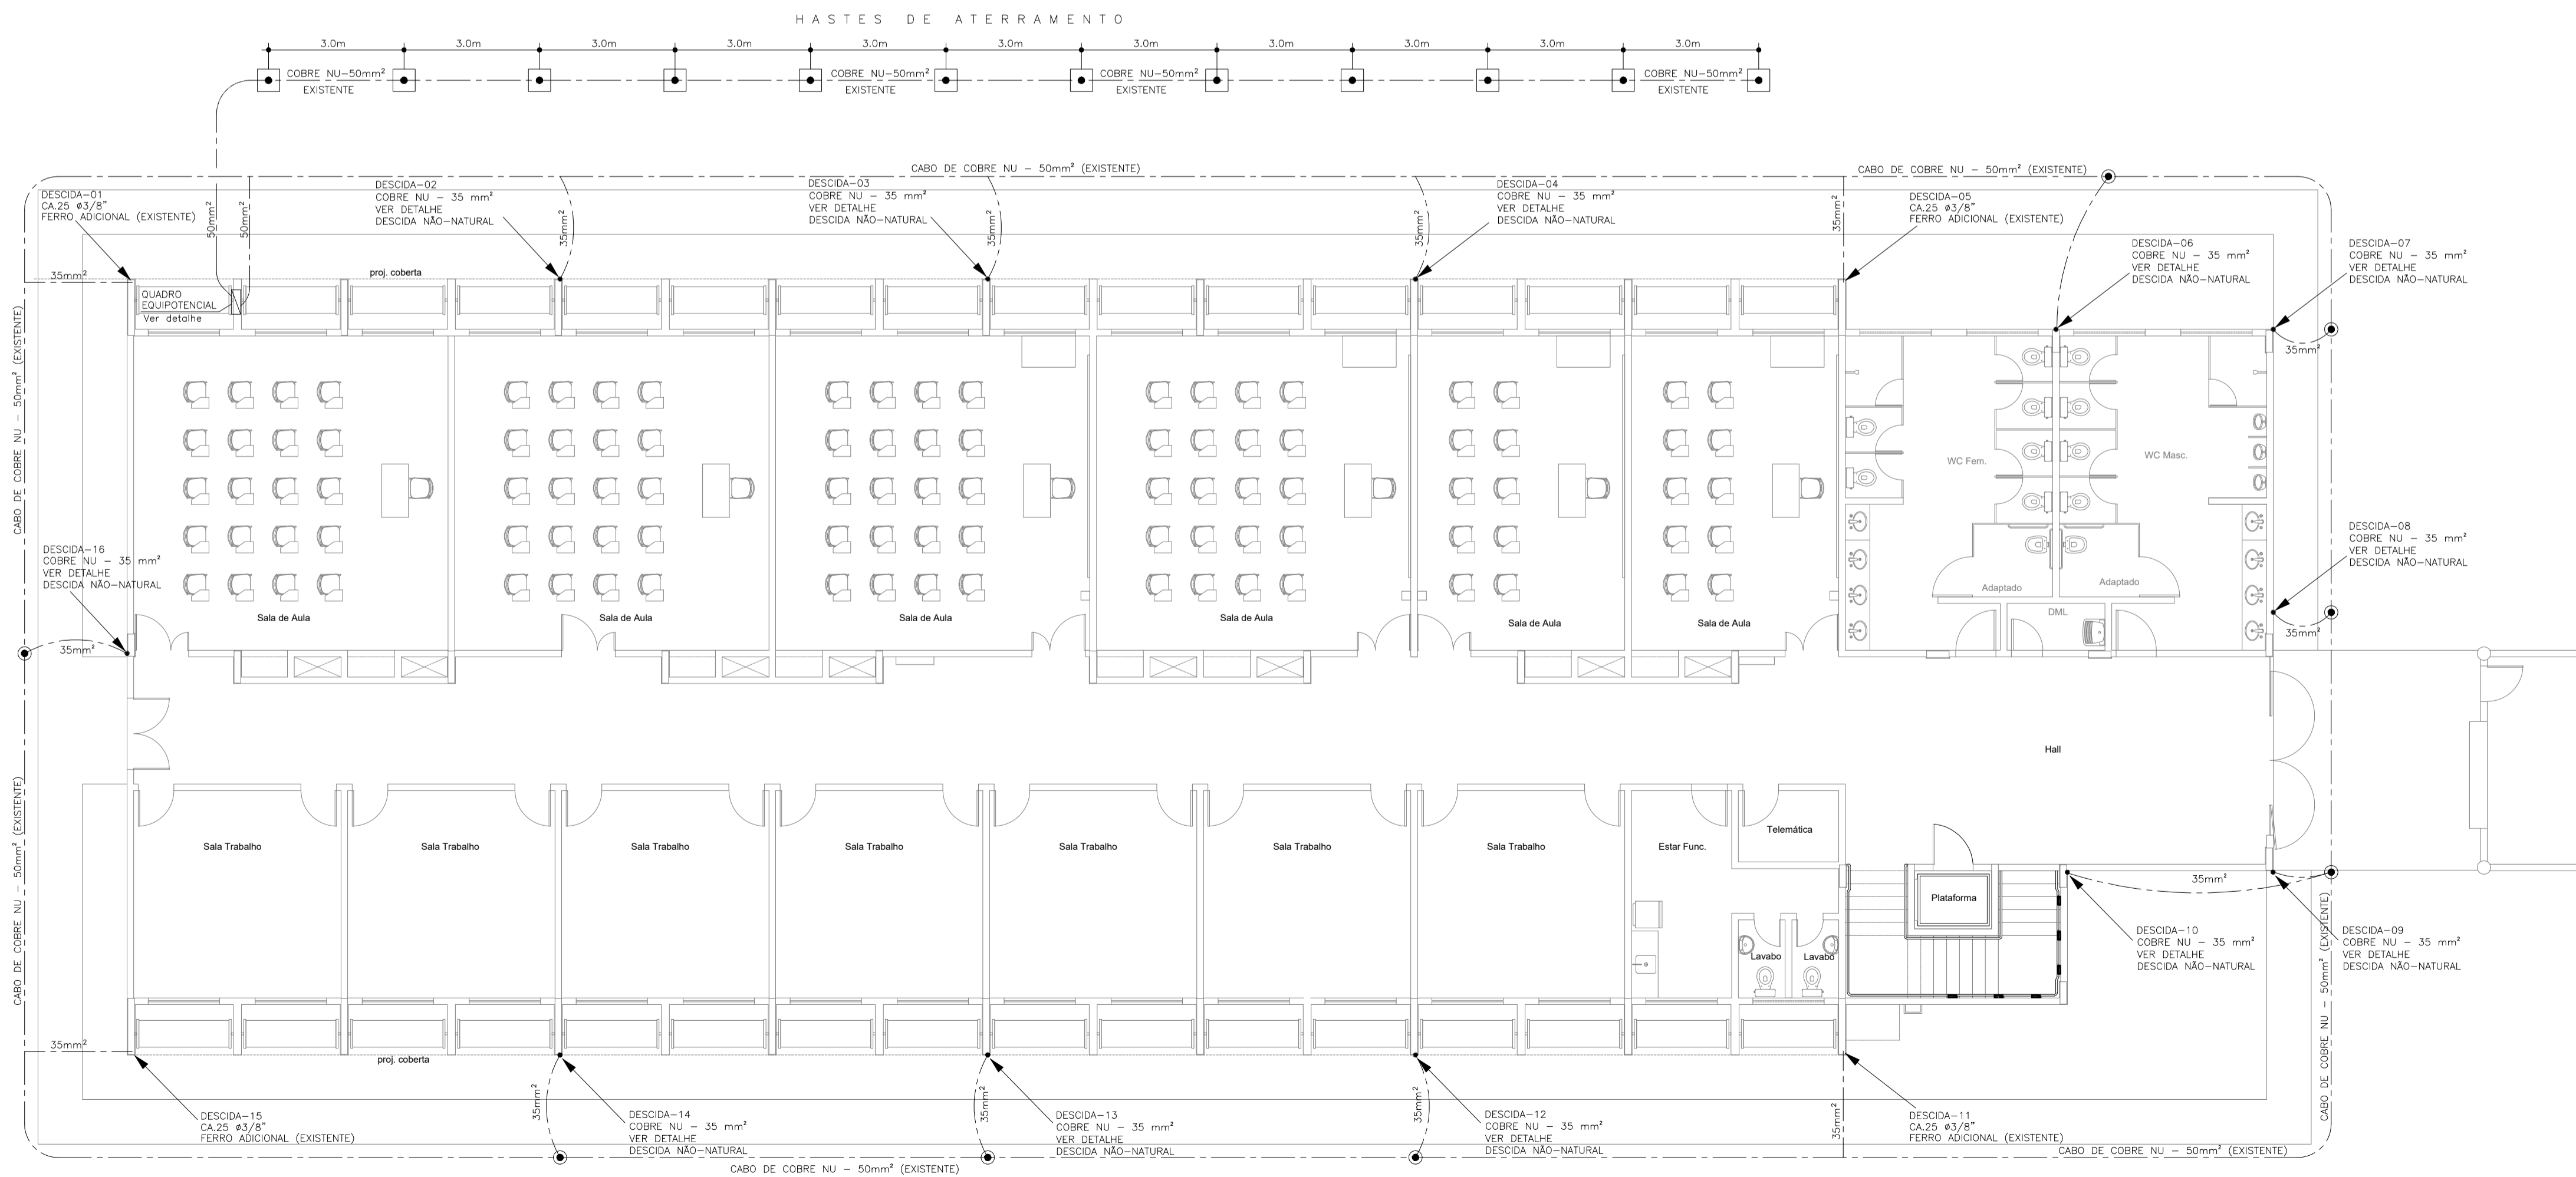 HASTES DE ATERRAMENTO
3.0m 3.0m 3.0m 3.0m 3.0m 3.0m 3.0m 3.0m 3.0m 3.0m 3.0m
COBRE NU-50mm²
EXISTENTE
COBRE NU-50mm²
EXISTENTE
COBRE NU-50mm²
EXISTENTE
COBRE NU-50mm²
EXISTENTE
CABO DE COBRE NU - 50mm² (EXISTENTE)
CABO DE COBRE NU - 50mm² (EXISTENTE)
DESCIDA-01
CA.25 ø3/8"
FERRO ADICIONAL (EXISTENTE)
50mm²
50mm²
DESCIDA-02
COBRE NU - 35 mm²
VER DETALHE
DESCIDA NÃO-NATURAL
35mm²
DESCIDA-03
COBRE NU - 35 mm²
VER DETALHE
DESCIDA NÃO-NATURAL
35mm²
35mm²
DESCIDA-04
COBRE NU - 35 mm²
VER DETALHE
DESCIDA NÃO-NATURAL
35mm²
DESCIDA-05
CA.25 ø3/8"
FERRO ADICIONAL (EXISTENTE)
DESCIDA-06
COBRE NU - 35 mm²
VER DETALHE
DESCIDA NÃO-NATURAL
DESCIDA-07
COBRE NU - 35 mm²
VER DETALHE
DESCIDA NÃO-NATURAL
35mm²
proj. coberta
QUADRO
EQUIPOTENCIAL
Ver detalhe
35mm²
CABO DE COBRE NU - 50mm² (EXISTENTE)
WC Fem.
WC Masc.
DESCIDA-08
COBRE NU - 35 mm²
VER DETALHE
DESCIDA NÃO-NATURAL
35mm²
DESCIDA-16
COBRE NU - 35 mm²
VER DETALHE
DESCIDA NÃO-NATURAL
35mm²
Adaptado
Adaptado
DML
Sala de Aula
Sala de Aula
Sala de Aula
Sala de Aula
Sala de Aula
Sala de Aula
Hall
CABO DE COBRE NU - 50mm² (EXISTENTE)
Sala Trabalho
Sala Trabalho
Sala Trabalho
Sala Trabalho
Sala Trabalho
Sala Trabalho
Sala Trabalho
Estar Func.
Telemática
Plataforma
Lavabo
Lavabo
35mm²
DESCIDA-10
COBRE NU - 35 mm²
VER DETALHE
DESCIDA NÃO-NATURAL
DESCIDA-09
COBRE NU - 35 mm²
VER DETALHE
DESCIDA NÃO-NATURAL
CABO DE COBRE NU - 50mm² (EXISTENTE)
35mm²
proj. coberta
DESCIDA-15
CA.25 ø3/8"
FERRO ADICIONAL (EXISTENTE)
35mm²
DESCIDA-14
COBRE NU - 35 mm²
VER DETALHE
DESCIDA NÃO-NATURAL
35mm²
DESCIDA-13
COBRE NU - 35 mm²
VER DETALHE
DESCIDA NÃO-NATURAL
35mm²
DESCIDA-12
COBRE NU - 35 mm²
VER DETALHE
DESCIDA NÃO-NATURAL
35mm²
DESCIDA-11
CA.25 ø3/8"
FERRO ADICIONAL (EXISTENTE)
CABO DE COBRE NU - 50mm² (EXISTENTE)
CABO DE COBRE NU - 50mm² (EXISTENTE)